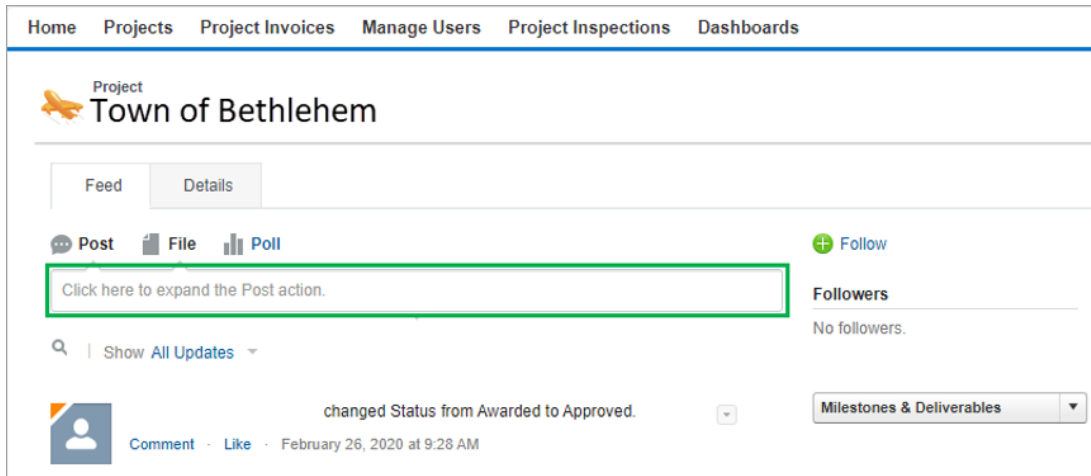 Home Projects Project Invoices Manage Users Project Inspections Dashboards
Project
Town of Bethlehem
Feed Details
Post File Poll
Click here to expand the Post action.
Follow
Followers
No followers.
Show All Updates
changed Status from Awarded to Approved.
Comment · Like · February 26, 2020 at 9:28 AM
Milestones & Deliverables